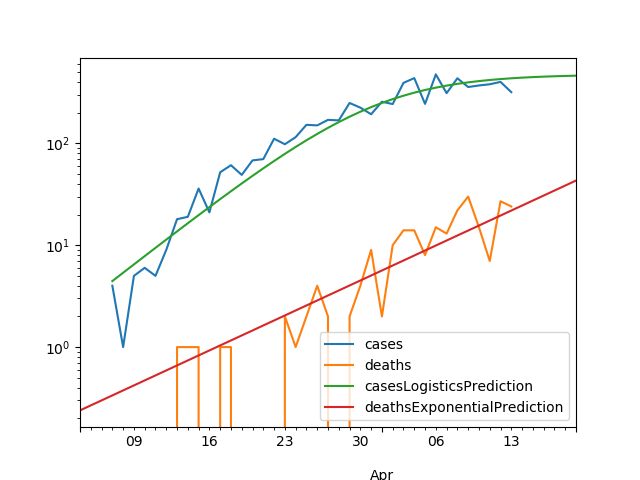 10²
10¹
10⁰
cases
deaths
casesLogisticsPrediction
deathsExponentialPrediction
09 16 23 30 06 13
Apr